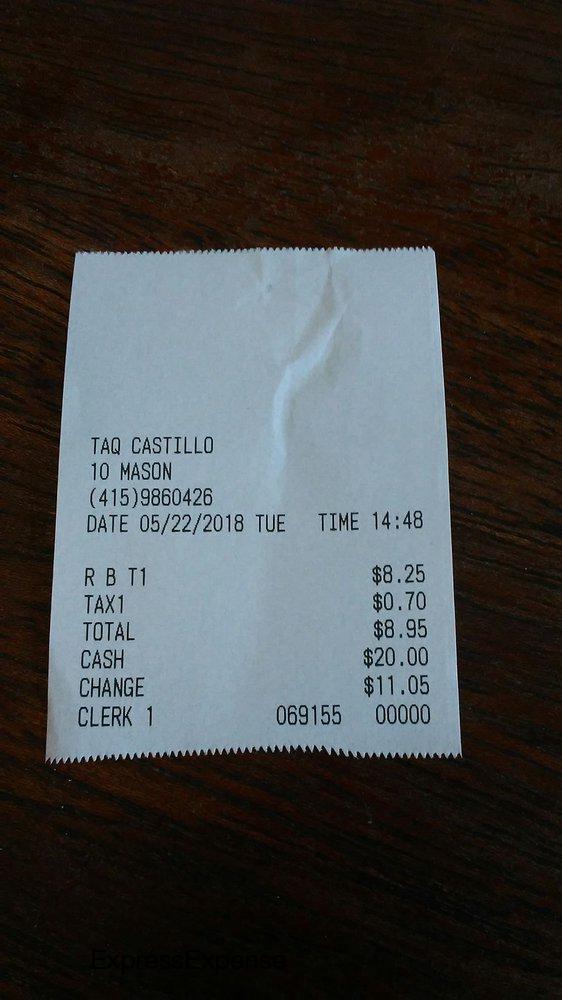 TAQ CASTILLO
10 MASON
(415)9860426
DATE 05/22/2018 TUE TIME 14:48
R B T1 $8.25
TAX1 $0.70
TOTAL $8.95
CASH $20.00
CHANGE $11.05
CLERK 1 069155 00000
ExpressExpense